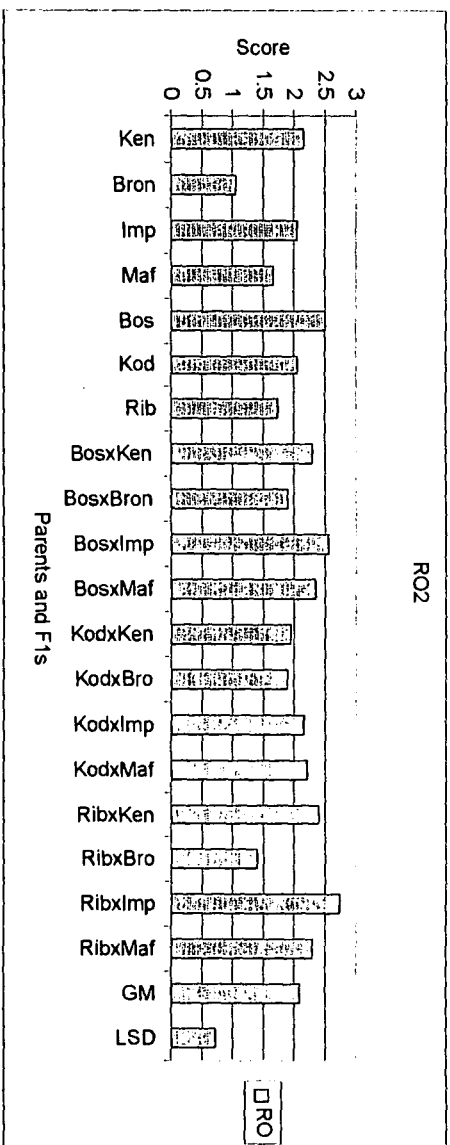 RO2
Score
3
2.5
2
1.5
1
0.5
0
Ken
Bron
Imp
Maf
Bos
Kod
Rib
BosxKen
BosxBron
BosxImp
BosxMaf
KodxKen
KodxBro
KodxImp
KodxMaf
RibxKen
RibxBro
RibxImp
RibxMaf
GM
LSD
Parents and F1s
RO